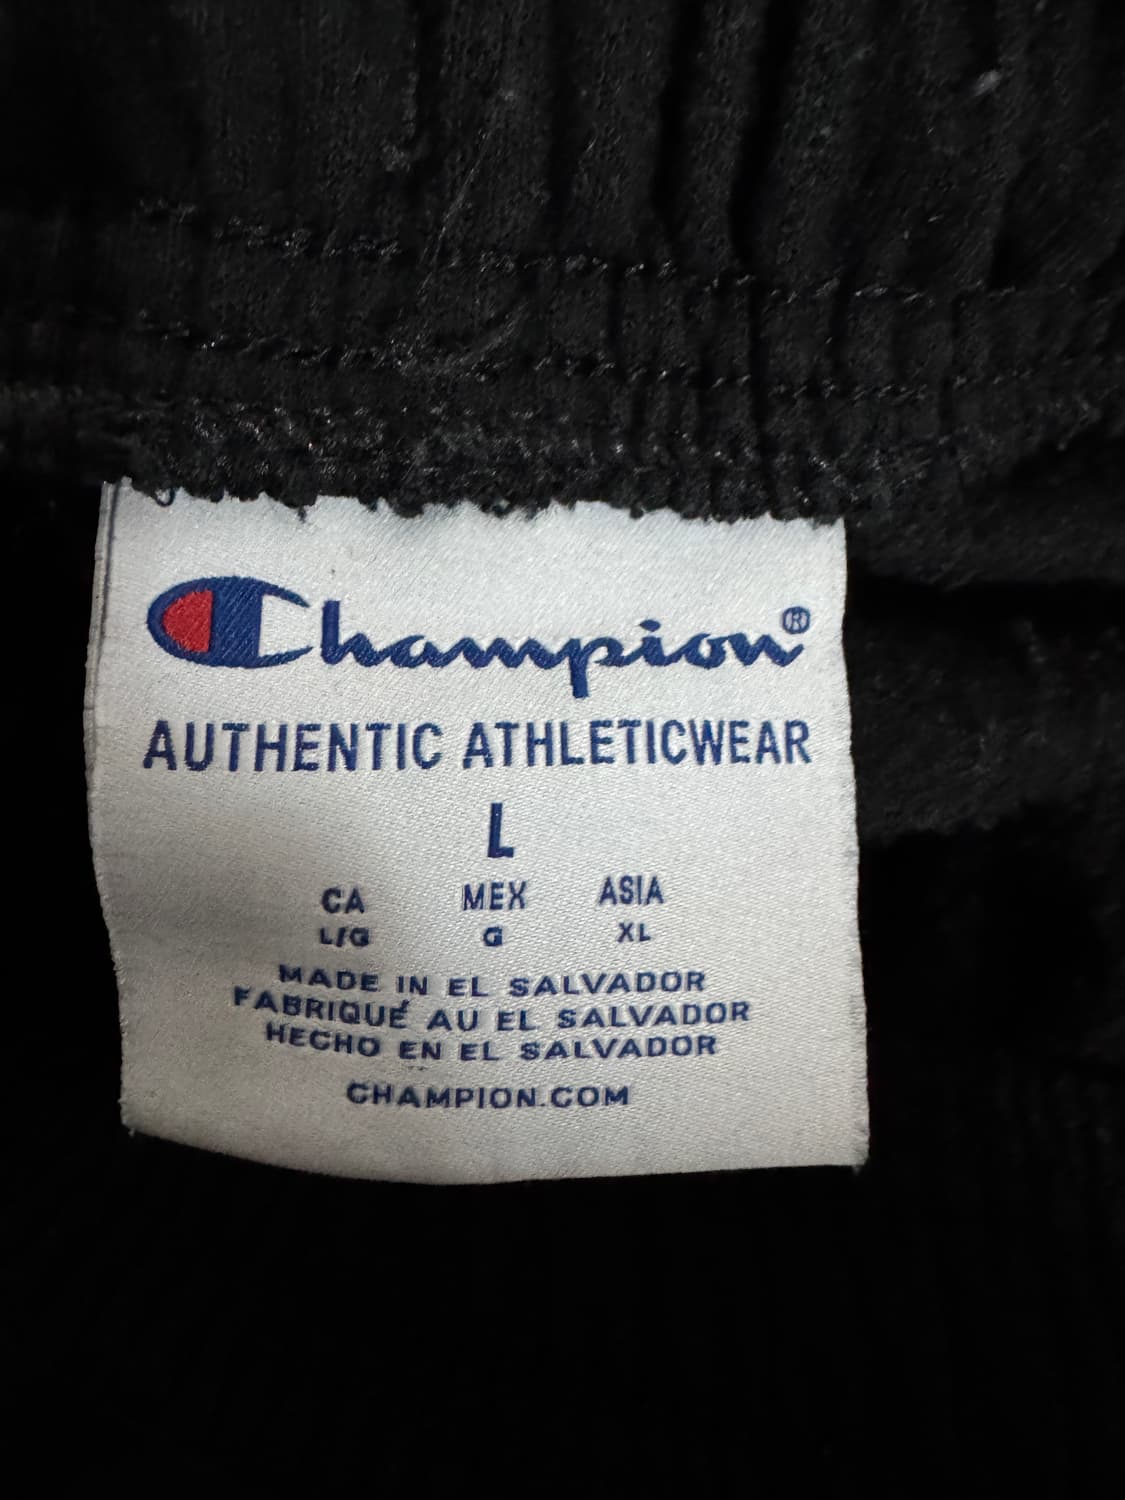 Champion®
AUTHENTIC ATHLETICWEAR
L
CA MEX ASIA
L/G G XL
MADE IN EL SALVADOR
FABRIQUÉ AU EL SALVADOR
HECHO EN EL SALVADOR
CHAMPION.COM